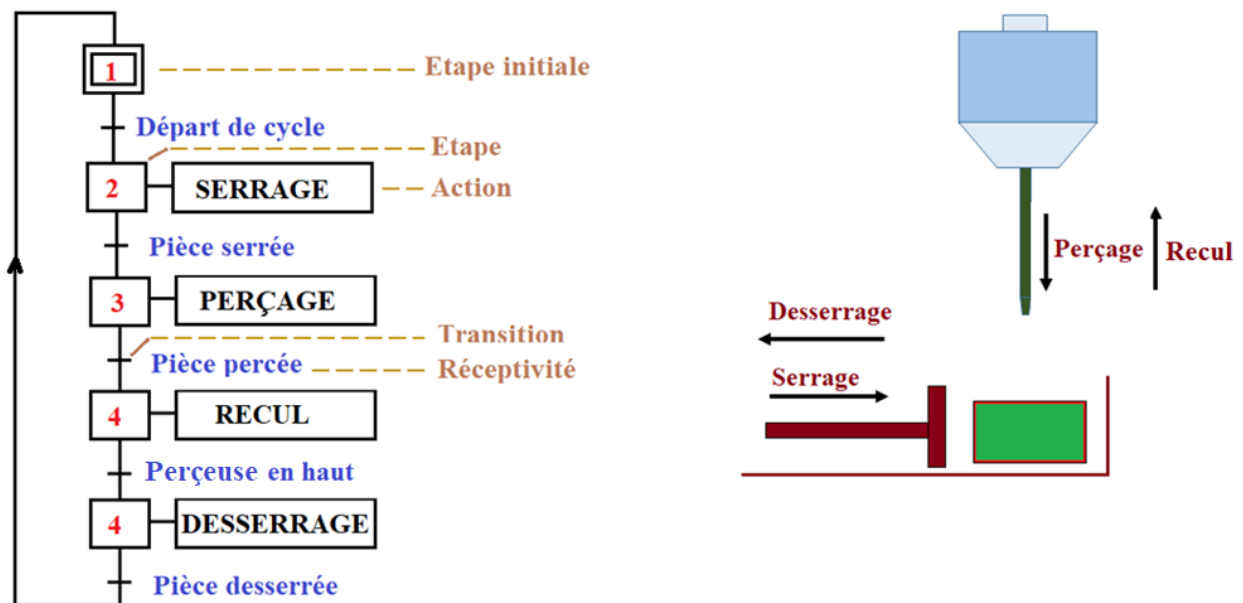 1
Etape initiale
Départ de cycle
Etape
2
SERRAGE
Action
Pièce serrée
3
PERÇAGE
Transition
Pièce percée
Réceptivité
4
RECUL
Perçeuse en haut
4
DESSERRAGE
Pièce desserrée
Perçage
Recul
Desserrage
Serrage